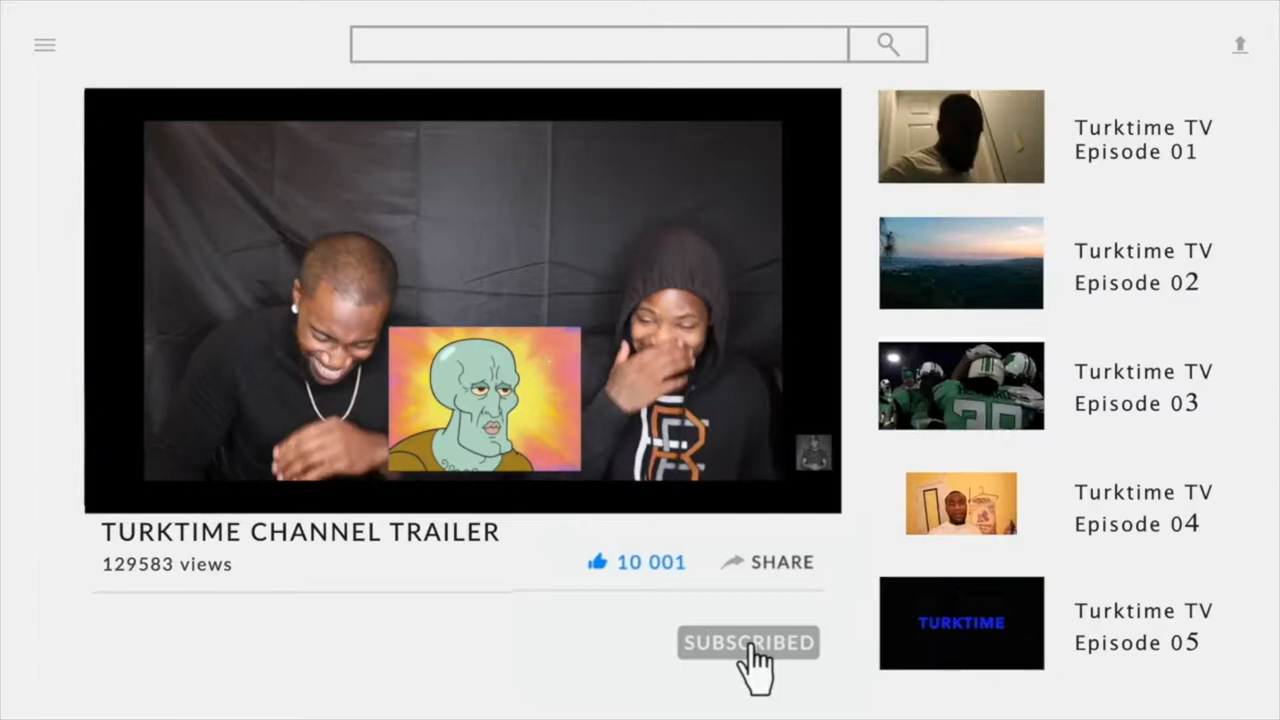 TURKTIME CHANNEL TRAILER
129583 views
10 001
SHARE
SUBSCRIBED
Turktime TV
Episode 01
Turktime TV
Episode 02
39
Turktime TV
Episode 03
Turktime TV
Episode 04
TURKTIME
Turktime TV
Episode 05